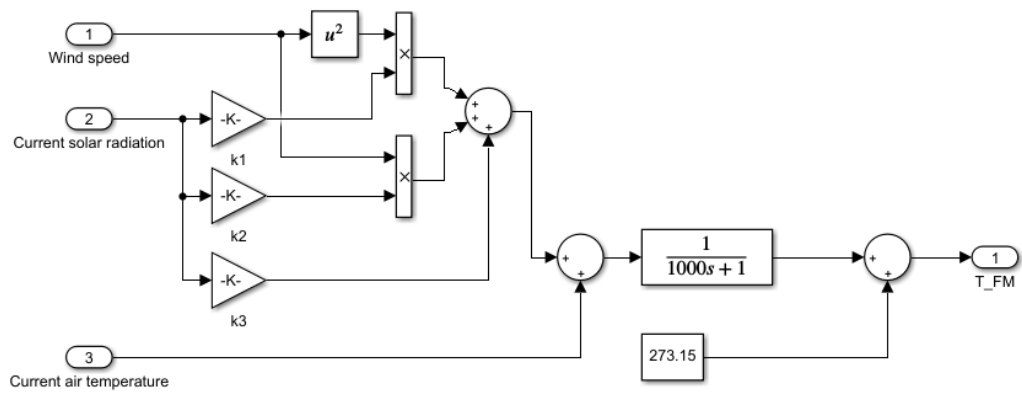 1
Wind speed
u²
×
2
Current solar radiation
-K-
k1
+
+
+
×
-K-
k2
-K-
k3
+
+
1
1000s + 1
+
+
1
T_FM
3
Current air temperature
273.15